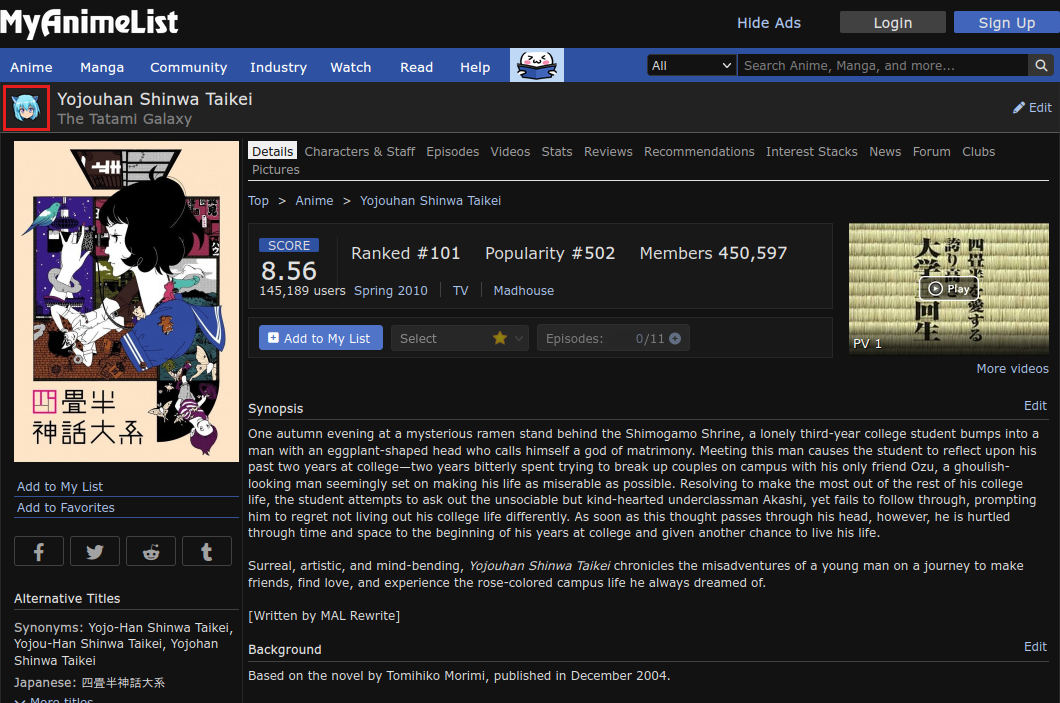 MyAnimeList
Hide Ads
Login
Sign Up
Anime Manga Community Industry Watch Read Help
All
Search Anime, Manga, and more...
Yojouhan Shinwa Taikei
The Tatami Galaxy
Edit
四畳半
神話大系
Details Characters & Staff Episodes Videos Stats Reviews Recommendations Interest Stacks News Forum Clubs
Pictures
Top > Anime > Yojouhan Shinwa Taikei
SCORE
8.56
145,189 users
Ranked #101 Popularity #502 Members 450,597
Spring 2010 TV Madhouse
Add to My List
Select
Episodes: 0/11
四畳半
愛する
誇り高
大学
回生
Play
PV 1
More videos
Synopsis
Edit
One autumn evening at a mysterious ramen stand behind the Shimogamo Shrine, a lonely third-year college student bumps into a
man with an eggplant-shaped head who calls himself a god of matrimony. Meeting this man causes the student to reflect upon his
past two years at college—two years bitterly spent trying to break up couples on campus with his only friend Ozu, a ghoulish-
looking man seemingly set on making his life as miserable as possible. Resolving to make the most out of the rest of his college
life, the student attempts to ask out the unsociable but kind-hearted underclassman Akashi, yet fails to follow through, prompting
him to regret not living out his college life differently. As soon as this thought passes through his head, however, he is hurtled
through time and space to the beginning of his years at college and given another chance to live his life.
Surreal, artistic, and mind-bending, Yojouhan Shinwa Taikei chronicles the misadventures of a young man on a journey to make
friends, find love, and experience the rose-colored campus life he always dreamed of.
[Written by MAL Rewrite]
Background
Edit
Based on the novel by Tomihiko Morimi, published in December 2004.
Add to My List
Add to Favorites
Alternative Titles
Synonyms: Yojo-Han Shinwa Taikei,
Yojou-Han Shinwa Taikei, Yojohan
Shinwa Taikei
Japanese: 四畳半神話大系
More titles